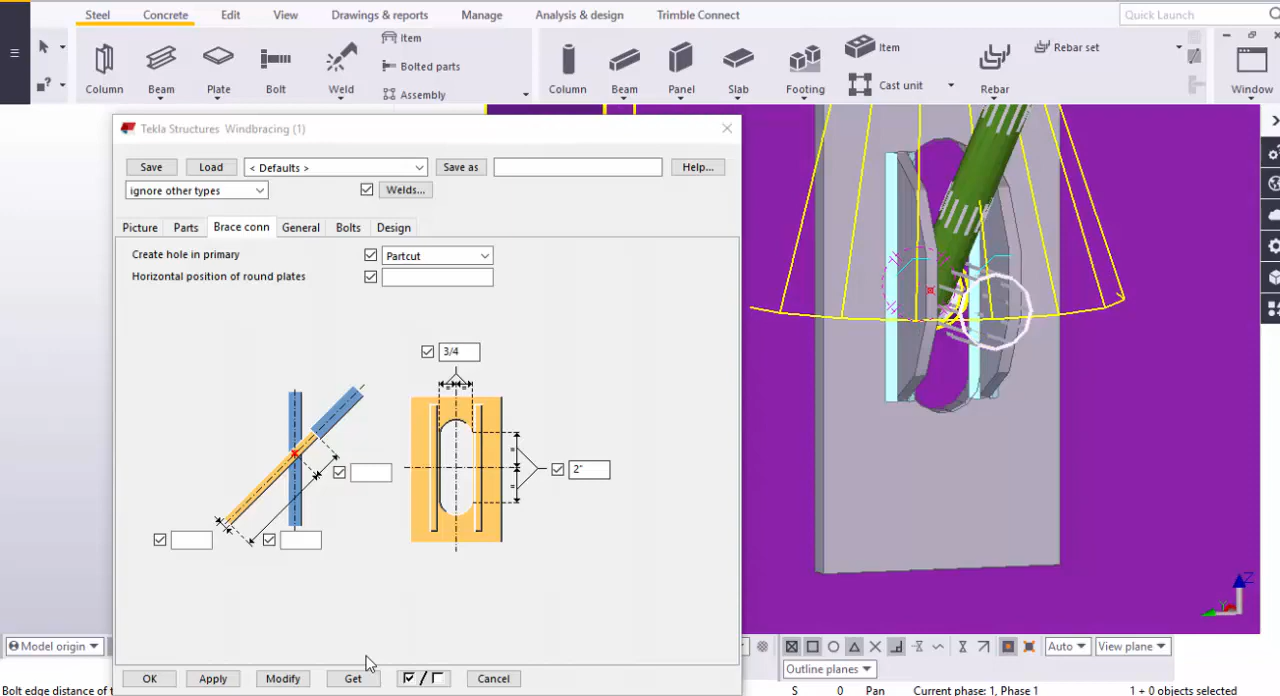 Steel Concrete Edit View Drawings & reports Manage Analysis & design Trimble Connect Quick Launch
Item
Bolted parts
Assembly
Column Beam Plate Bolt Weld
Column Beam Panel Slab Footing
Item
Cast unit
Rebar
Rebar set
Window
Tekla Structures Windbracing (1)
Save Load < Defaults > Save as Help...
ignore other types Welds...
Picture Parts Brace conn General Bolts Design
Create hole in primary Partcut
Horizontal position of round plates
3/4
2"
OK Apply Modify Get / Cancel
Model origin
Auto View plane
Outline planes
Bolt edge distance of t
S 0 Pan Current phase: 1, Phase 1 1 + 0 objects selected
Z